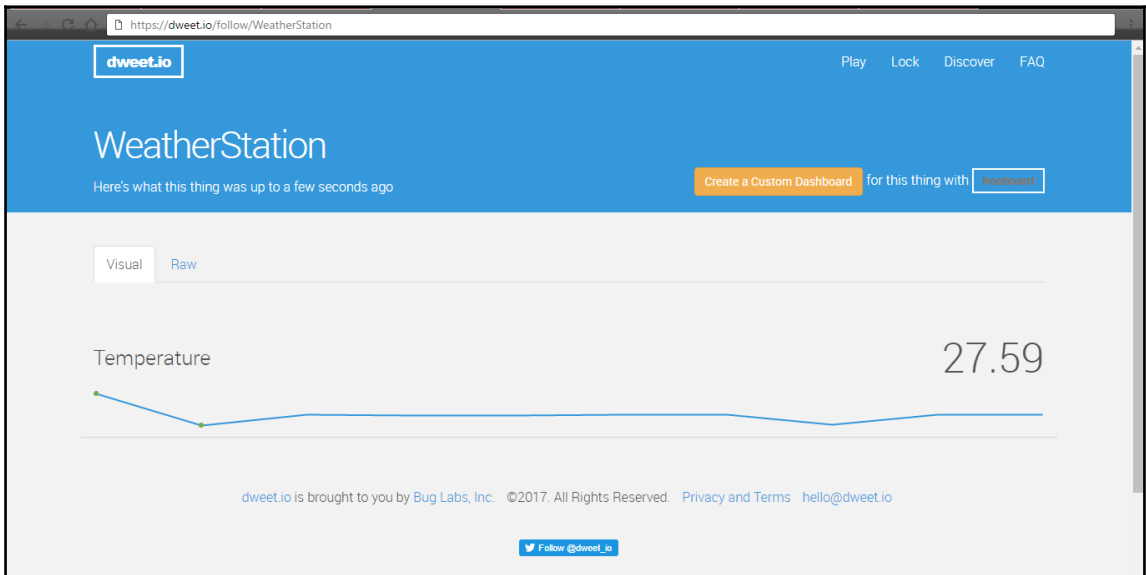 https://dweet.io/follow/WeatherStation
dweet.io
Play Lock Discover FAQ
WeatherStation
Here's what this thing was up to a few seconds ago
Create a Custom Dashboard for this thing with freeboard
Visual Raw
Temperature
27.59
dweet.io is brought to you by Bug Labs, Inc. ©2017. All Rights Reserved. Privacy and Terms hello@dweet.io
Follow @dweet_io